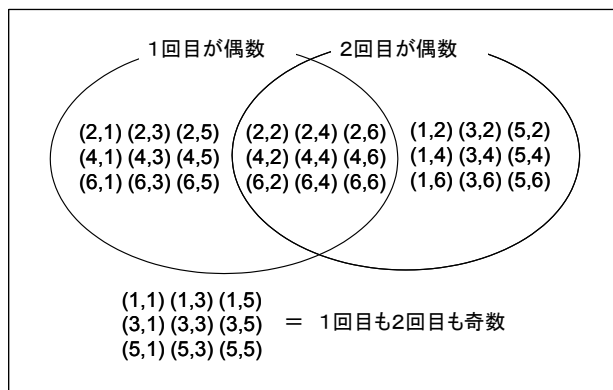 1回目が偶数 2回目が偶数
(2,1) (2,3) (2,5) (2,2) (2,4) (2,6) (1,2) (3,2) (5,2)
(4,1) (4,3) (4,5) (4,2) (4,4) (4,6) (1,4) (3,4) (5,4)
(6,1) (6,3) (6,5) (6,2) (6,4) (6,6) (1,6) (3,6) (5,6)
(1,1) (1,3) (1,5)
(3,1) (3,3) (3,5) = 1回目も2回目も奇数
(5,1) (5,3) (5,5)